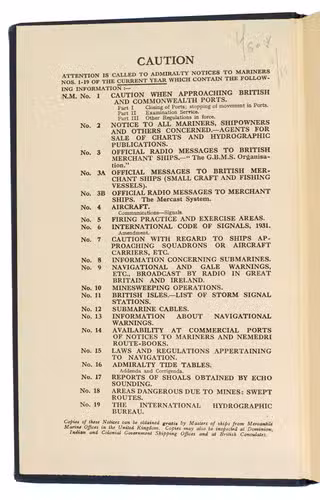 CAUTION
ATTENTION IS CALLED TO ADMIRALTY NOTICES TO MARINERS
NOS. 1-19 OF THE CURRENT YEAR WHICH CONTAIN THE FOLLOW-
ING INFORMATION :—
N.M. No. 1 CAUTION WHEN APPROACHING BRITISH
AND COMMONWEALTH PORTS.
Part I Closing of Ports; stopping of movement in Ports.
Part II Examination Service.
Part III Other Regulations in force.
No. 2 NOTICE TO ALL MARINERS, SHIPOWNERS
AND OTHERS CONCERNED.—AGENTS FOR
SALE OF CHARTS AND HYDROGRAPHIC
PUBLICATIONS.
No. 3 OFFICIAL RADIO MESSAGES TO BRITISH
MERCHANT SHIPS.— "The G.B.M.S. Organisa-
tion."
No. 3A OFFICIAL MESSAGES TO BRITISH MER-
CHANT SHIPS (SMALL CRAFT AND FISHING
VESSELS).
No. 3B OFFICIAL RADIO MESSAGES TO MERCHANT
SHIPS. The Mercast System.
No. 4 AIRCRAFT.
Communications—Signals
No. 5 FIRING PRACTICE AND EXERCISE AREAS.
No. 6 INTERNATIONAL CODE OF SIGNALS, 1931.
Amendment.
No. 7 CAUTION WITH REGARD TO SHIPS AP-
PROACHING SQUADRONS OR AIRCRAFT
CARRIERS, ETC.
No. 8 INFORMATION CONCERNING SUBMARINES.
No. 9 NAVIGATIONAL AND GALE WARNINGS,
ETC., BROADCAST BY RADIO IN GREAT
BRITAIN AND IRELAND.
No. 10 MINESWEEPING OPERATIONS.
No. 11 BRITISH ISLES.—LIST OF STORM SIGNAL
STATIONS.
No. 12 SUBMARINE CABLES.
No. 13 INFORMATION ABOUT NAVIGATIONAL
WARNINGS.
No. 14 AVAILABILITY AT COMMERCIAL PORTS
OF NOTICES TO MARINERS AND NEMEDRI
ROUTE-BOOKS.
No. 15 LAWS AND REGULATIONS APPERTAINING
TO NAVIGATION.
No. 16 ADMIRALTY TIDE TABLES.
Addenda and Corrigenda.
No. 17 REPORTS OF SHOALS OBTAINED BY ECHO
SOUNDING.
No. 18 AREAS DANGEROUS DUE TO MINES: SWEPT
ROUTES.
No. 19 THE INTERNATIONAL HYDROGRAPHIC
BUREAU.
Copies of these Notices can be obtained gratis by Masters of ships from Mercantile
Marine Offices in the United Kingdom. Copies may also be inspected at Dominion,
Indian and Colonial Government Shipping Offices and at British Consulates.